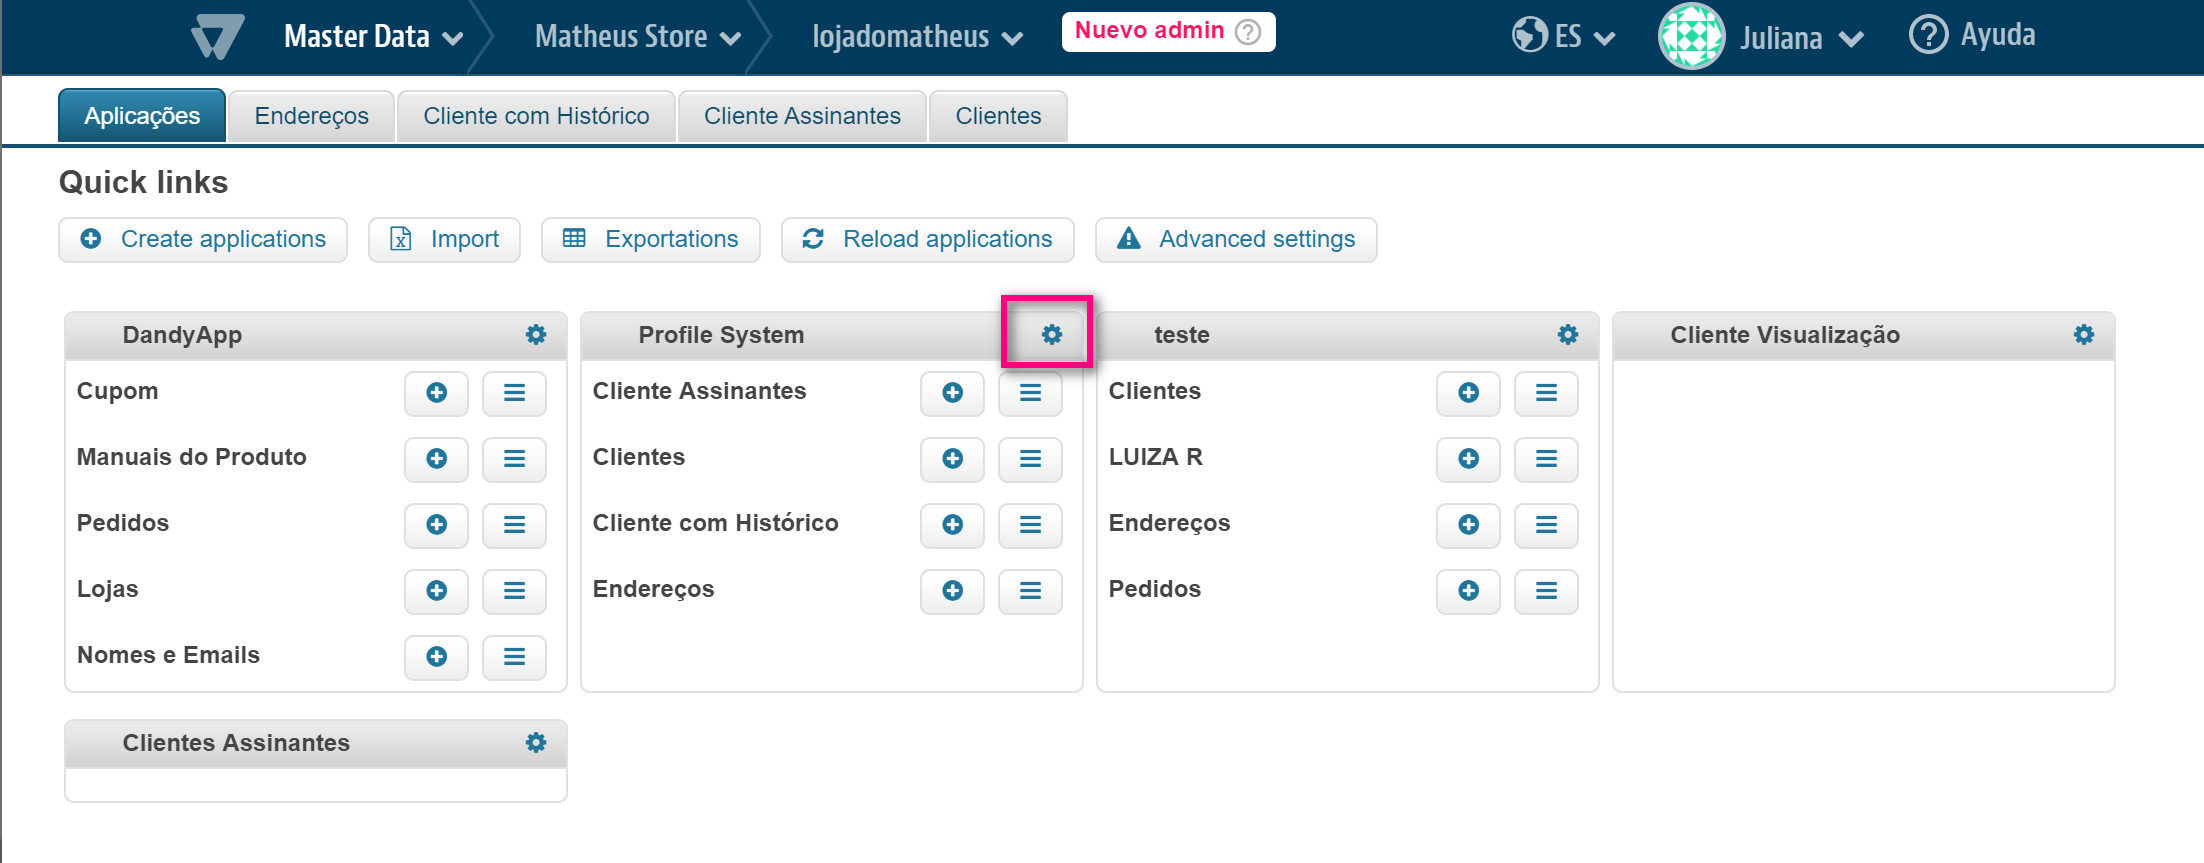 Master Data Matheus Store lojadomatheus Nuevo admin ? ES Juliana ? Ayuda
Aplicações Endereços Cliente com Histórico Cliente Assinantes Clientes
Quick links
Create applications Import Exportations Reload applications Advanced settings
DandyApp
Cupom
Manuais do Produto
Pedidos
Lojas
Nomes e Emails
Profile System
Cliente Assinantes
Clientes
Cliente com Histórico
Endereços
teste
Clientes
LUIZA R
Endereços
Pedidos
Cliente Visualização
Clientes Assinantes